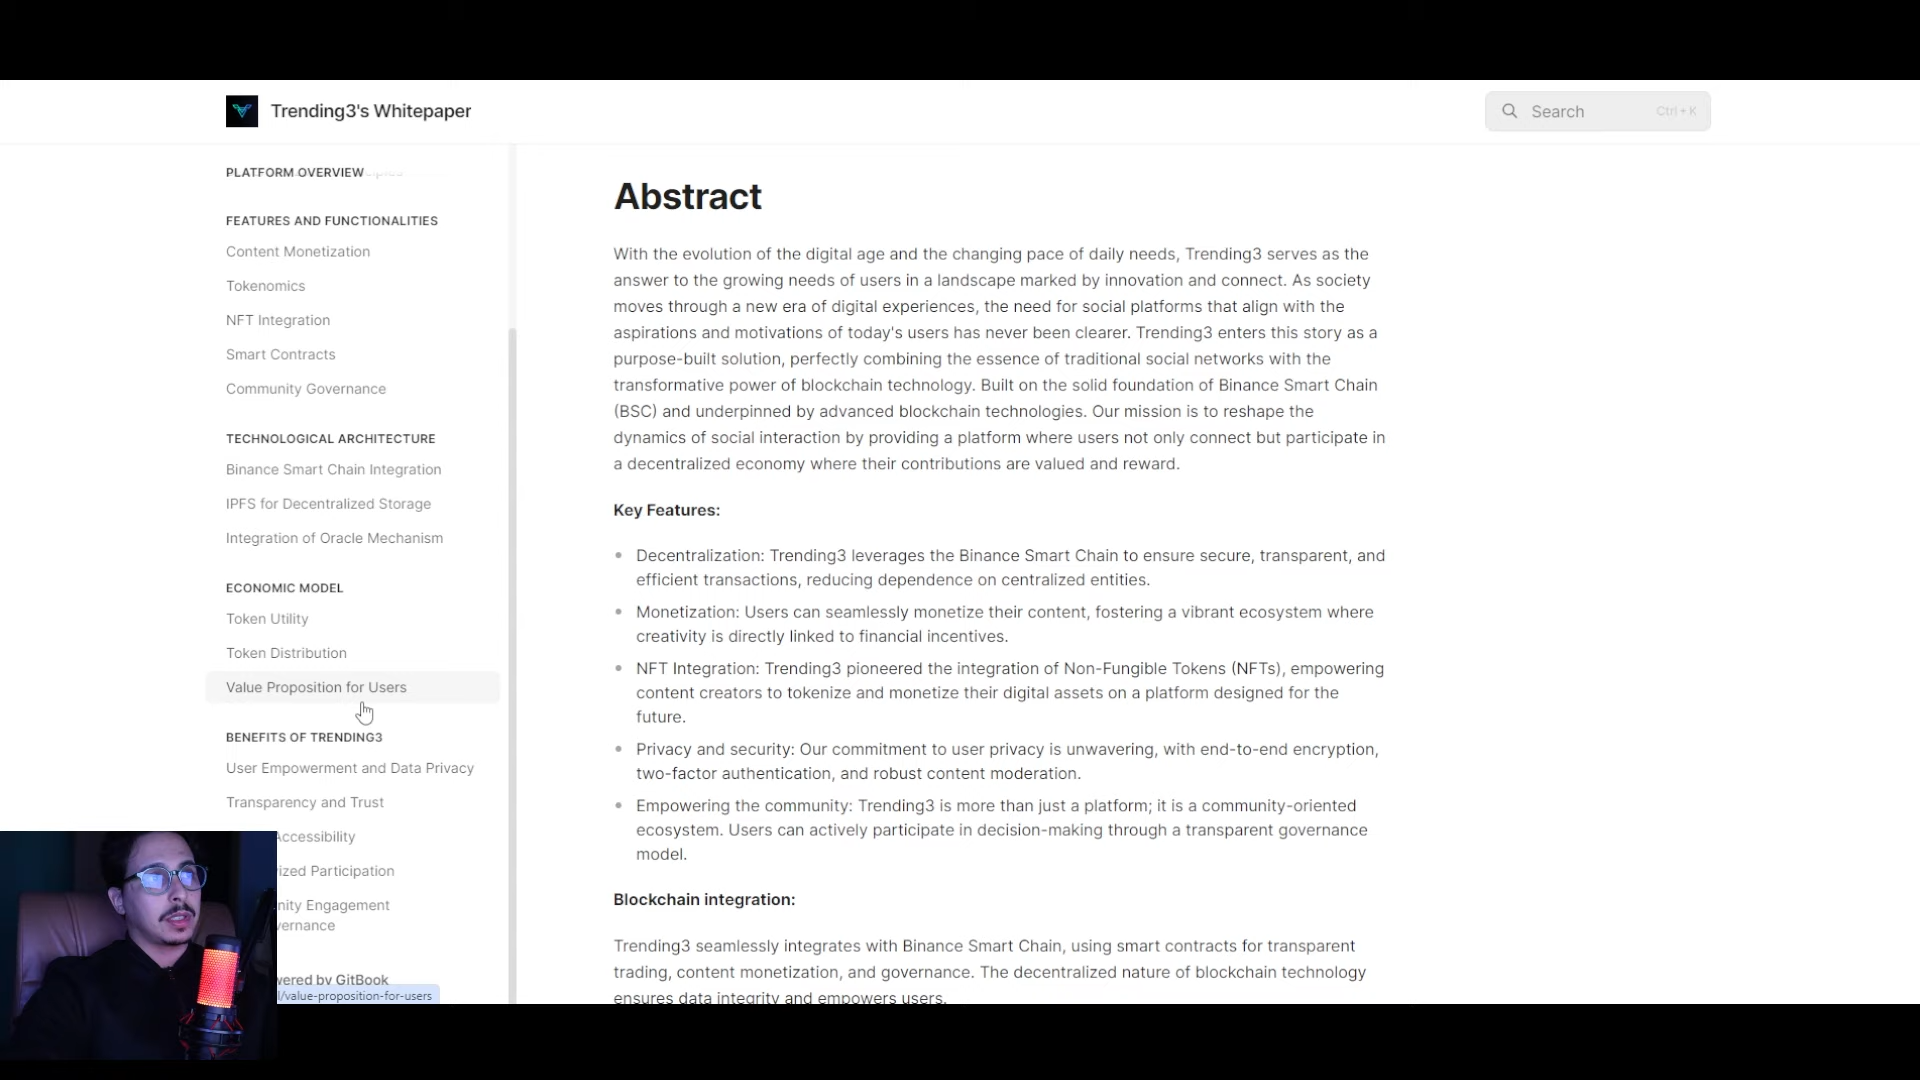 Trending3's Whitepaper
Search
Ctrl + K
PLATFORM OVERVIEW
FEATURES AND FUNCTIONALITIES
Content Monetization
Tokenomics
NFT Integration
Smart Contracts
Community Governance
TECHNOLOGICAL ARCHITECTURE
Binance Smart Chain Integration
IPFS for Decentralized Storage
Integration of Oracle Mechanism
ECONOMIC MODEL
Token Utility
Token Distribution
Value Proposition for Users
BENEFITS OF TRENDING3
User Empowerment and Data Privacy
Transparency and Trust
Accessibility
ized Participation
nity Engagement
vernance
wered by GitBook
l/value-proposition-for-users
Abstract
With the evolution of the digital age and the changing pace of daily needs, Trending3 serves as the
answer to the growing needs of users in a landscape marked by innovation and connect. As society
moves through a new era of digital experiences, the need for social platforms that align with the
aspirations and motivations of today's users has never been clearer. Trending3 enters this story as a
purpose-built solution, perfectly combining the essence of traditional social networks with the
transformative power of blockchain technology. Built on the solid foundation of Binance Smart Chain
(BSC) and underpinned by advanced blockchain technologies. Our mission is to reshape the
dynamics of social interaction by providing a platform where users not only connect but participate in
a decentralized economy where their contributions are valued and reward.
Key Features:
• Decentralization: Trending3 leverages the Binance Smart Chain to ensure secure, transparent, and
efficient transactions, reducing dependence on centralized entities.
• Monetization: Users can seamlessly monetize their content, fostering a vibrant ecosystem where
creativity is directly linked to financial incentives.
• NFT Integration: Trending3 pioneered the integration of Non-Fungible Tokens (NFTs), empowering
content creators to tokenize and monetize their digital assets on a platform designed for the
future.
• Privacy and security: Our commitment to user privacy is unwavering, with end-to-end encryption,
two-factor authentication, and robust content moderation.
• Empowering the community: Trending3 is more than just a platform; it is a community-oriented
ecosystem. Users can actively participate in decision-making through a transparent governance
model.
Blockchain integration:
Trending3 seamlessly integrates with Binance Smart Chain, using smart contracts for transparent
trading, content monetization, and governance. The decentralized nature of blockchain technology
ensures data integrity and empowers users.